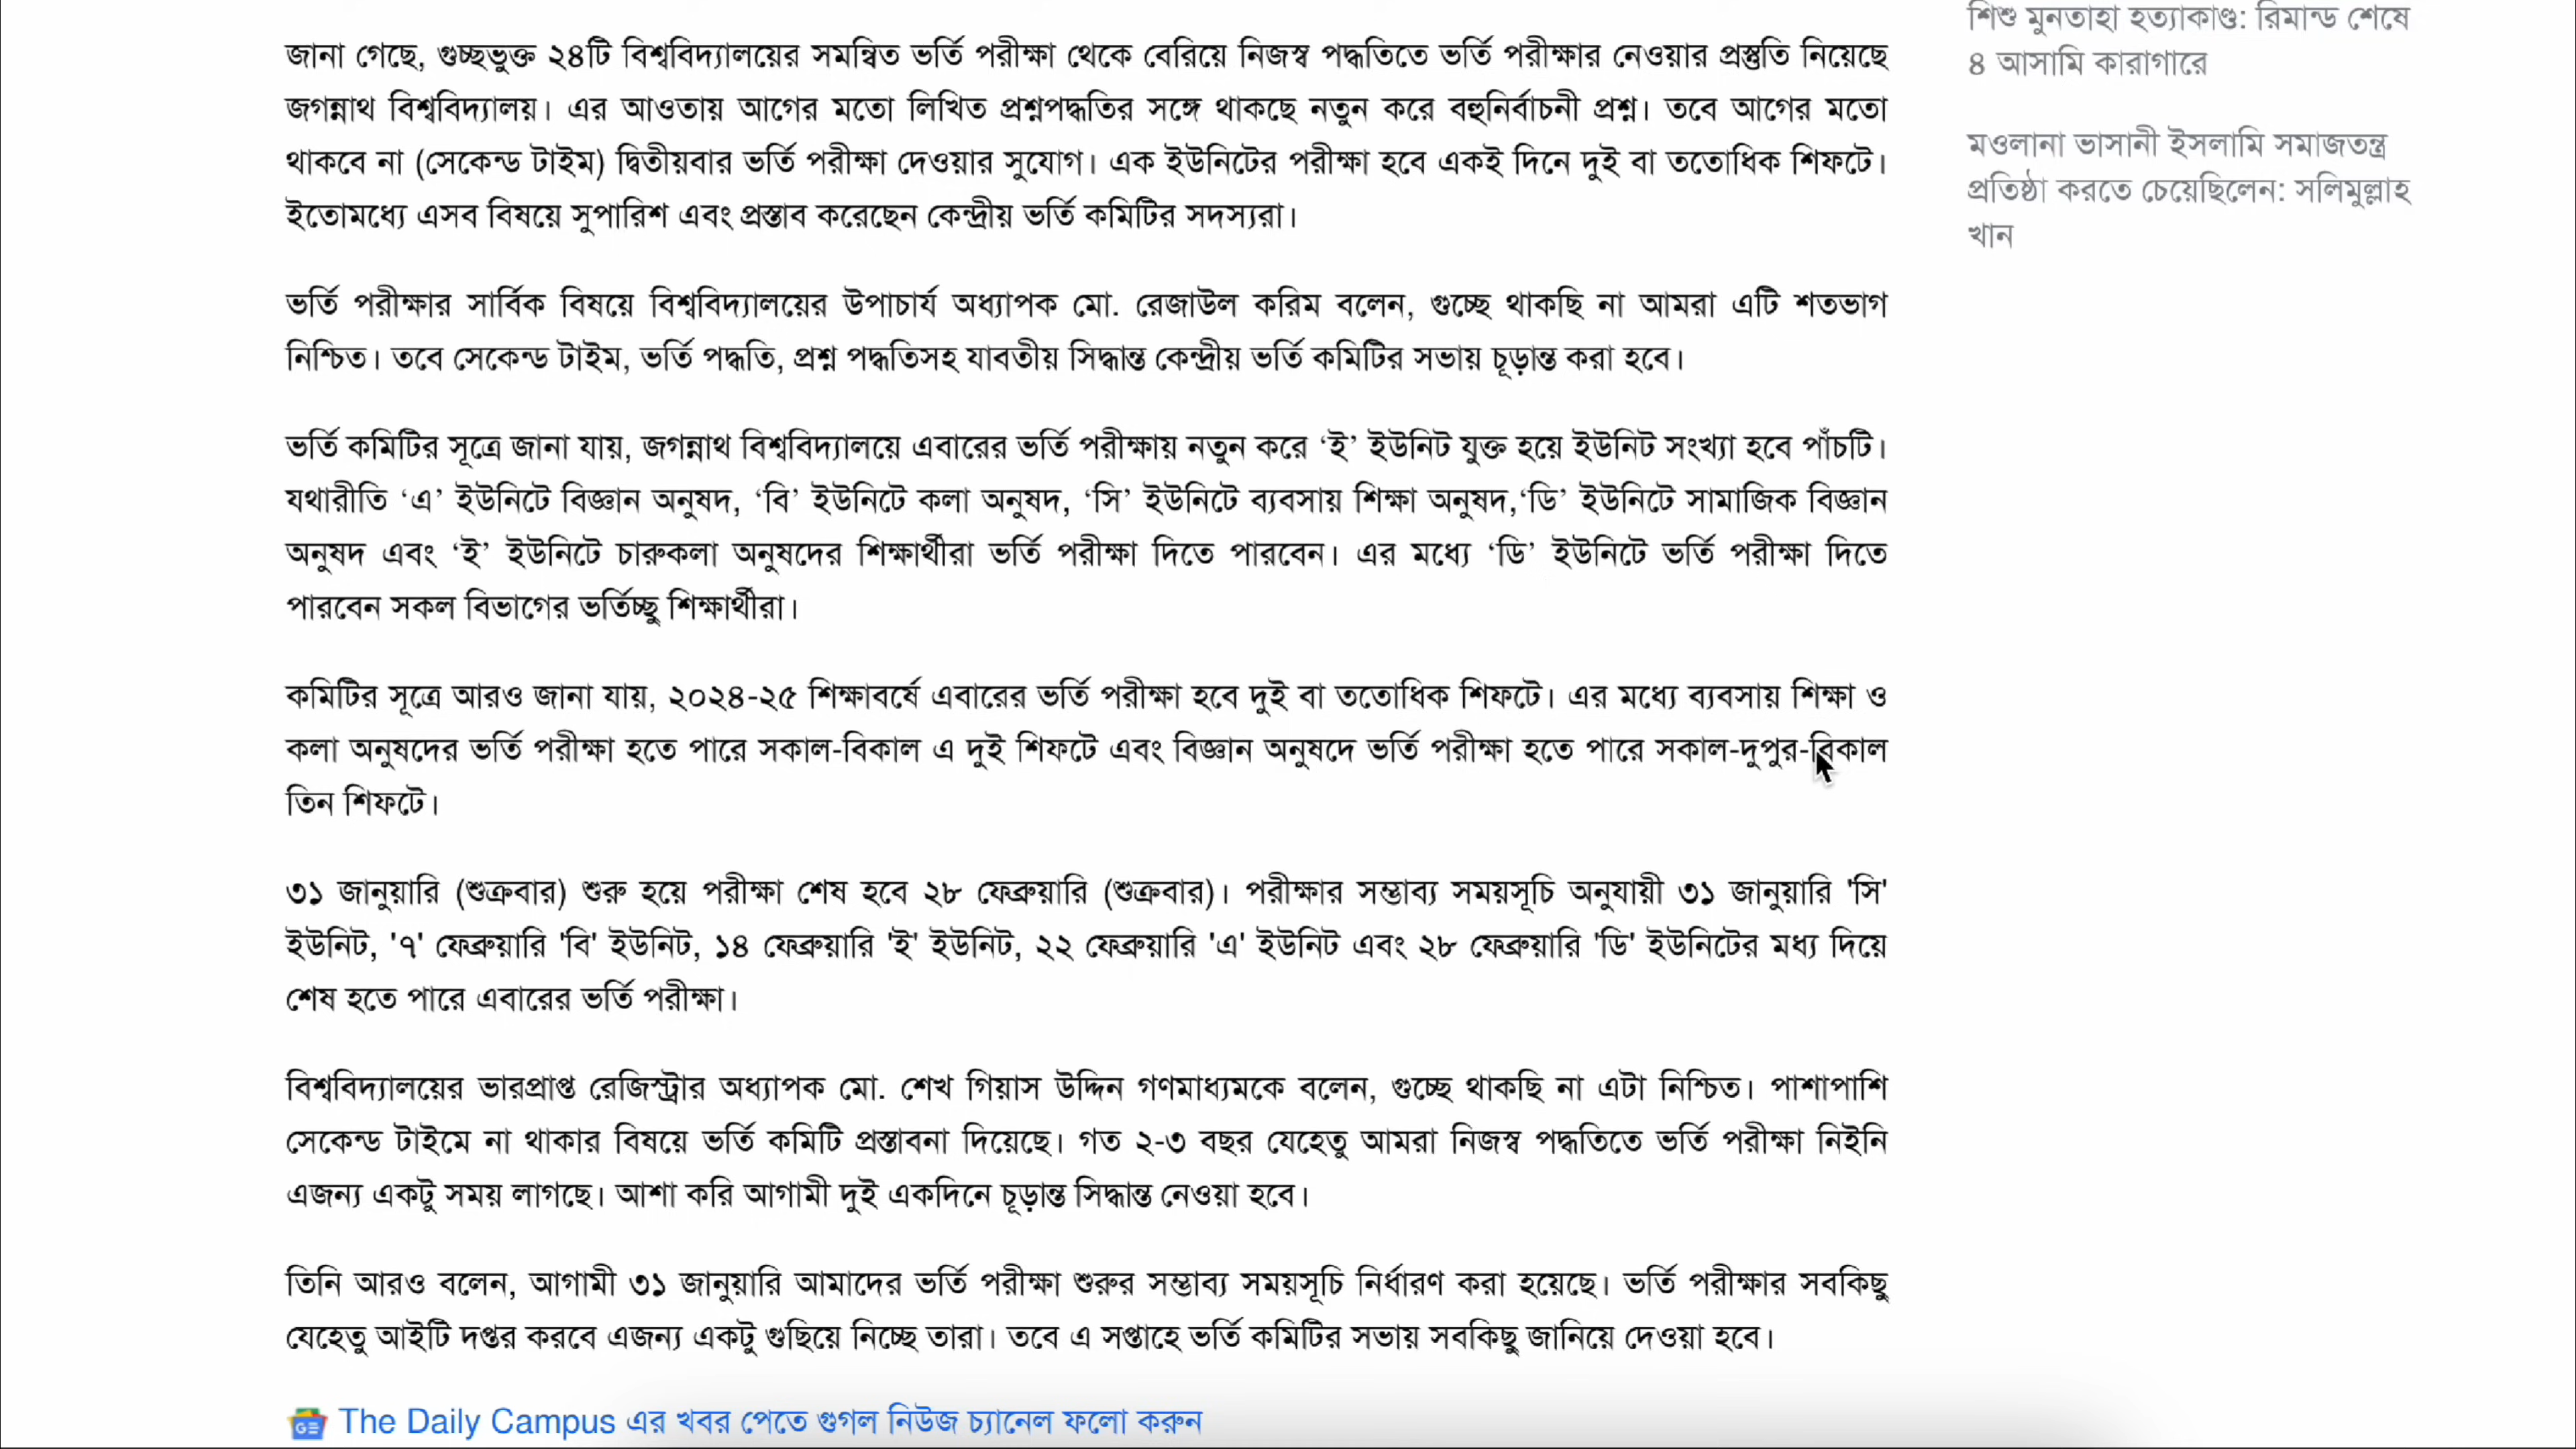 জানা গেছে, গুচ্ছভুক্ত ২৪টি বিশ্ববিদ্যালয়ের সমন্বিত ভর্তি পরীক্ষা থেকে বেরিয়ে নিজস্ব পদ্ধতিতে ভর্তি পরীক্ষার নেওয়ার প্রস্তুতি নিয়েছে
জগন্নাথ বিশ্ববিদ্যালয়। এর আওতায় আগের মতো লিখিত প্রশ্নপদ্ধতির সঙ্গে থাকছে নতুন করে বহুনির্বাচনী প্রশ্ন। তবে আগের মতো
থাকবে না (সেকেন্ড টাইম) দ্বিতীয়বার ভর্তি পরীক্ষা দেওয়ার সুযোগ। এক ইউনিটের পরীক্ষা হবে একই দিনে দুই বা ততোধিক শিফটে।
ইতোমধ্যে এসব বিষয়ে সুপারিশ এবং প্রস্তাব করেছেন কেন্দ্রীয় ভর্তি কমিটির সদস্যরা।
ভর্তি পরীক্ষার সার্বিক বিষয়ে বিশ্ববিদ্যালয়ের উপাচার্য অধ্যাপক মো. রেজাউল করিম বলেন, গুচ্ছে থাকছি না আমরা এটি শতভাগ
নিশ্চিত। তবে সেকেন্ড টাইম, ভর্তি পদ্ধতি, প্রশ্ন পদ্ধতিসহ যাবতীয় সিদ্ধান্ত কেন্দ্রীয় ভর্তি কমিটির সভায় চূড়ান্ত করা হবে।
ভর্তি কমিটির সূত্রে জানা যায়, জগন্নাথ বিশ্ববিদ্যালয়ে এবারের ভর্তি পরীক্ষায় নতুন করে ‘ই’ ইউনিট যুক্ত হয়ে ইউনিট সংখ্যা হবে পাঁচটি।
যথারীতি ‘এ’ ইউনিটে বিজ্ঞান অনুষদ, ‘বি’ ইউনিটে কলা অনুষদ, ‘সি’ ইউনিটে ব্যবসায় শিক্ষা অনুষদ,‘ডি’ ইউনিটে সামাজিক বিজ্ঞান
অনুষদ এবং ‘ই’ ইউনিটে চারুকলা অনুষদের শিক্ষার্থীরা ভর্তি পরীক্ষা দিতে পারবেন। এর মধ্যে ‘ডি’ ইউনিটে ভর্তি পরীক্ষা দিতে
পারবেন সকল বিভাগের ভর্তিচ্ছু শিক্ষার্থীরা।
কমিটির সূত্রে আরও জানা যায়, ২০২৪-২৫ শিক্ষাবর্ষে এবারের ভর্তি পরীক্ষা হবে দুই বা ততোধিক শিফটে। এর মধ্যে ব্যবসায় শিক্ষা ও
কলা অনুষদের ভর্তি পরীক্ষা হতে পারে সকাল-বিকাল এ দুই শিফটে এবং বিজ্ঞান অনুষদে ভর্তি পরীক্ষা হতে পারে সকাল-দুপুর-বিকাল
তিন শিফটে।
৩১ জানুয়ারি (শুক্রবার) শুরু হয়ে পরীক্ষা শেষ হবে ২৮ ফেব্রুয়ারি (শুক্রবার)। পরীক্ষার সম্ভাব্য সময়সূচি অনুযায়ী ৩১ জানুয়ারি 'সি'
ইউনিট, '৭' ফেব্রুয়ারি 'বি' ইউনিট, ১৪ ফেব্রুয়ারি 'ই' ইউনিট, ২২ ফেব্রুয়ারি 'এ' ইউনিট এবং ২৮ ফেব্রুয়ারি 'ডি' ইউনিটের মধ্য দিয়ে
শেষ হতে পারে এবারের ভর্তি পরীক্ষা।
বিশ্ববিদ্যালয়ের ভারপ্রাপ্ত রেজিস্ট্রার অধ্যাপক মো. শেখ গিয়াস উদ্দিন গণমাধ্যমকে বলেন, গুচ্ছে থাকছি না এটা নিশ্চিত। পাশাপাশি
সেকেন্ড টাইমে না থাকার বিষয়ে ভর্তি কমিটি প্রস্তাবনা দিয়েছে। গত ২-৩ বছর যেহেতু আমরা নিজস্ব পদ্ধতিতে ভর্তি পরীক্ষা নিইনি
এজন্য একটু সময় লাগছে। আশা করি আগামী দুই একদিনে চূড়ান্ত সিদ্ধান্ত নেওয়া হবে।
তিনি আরও বলেন, আগামী ৩১ জানুয়ারি আমাদের ভর্তি পরীক্ষা শুরুর সম্ভাব্য সময়সূচি নির্ধারণ করা হয়েছে। ভর্তি পরীক্ষার সবকিছু
যেহেতু আইটি দপ্তর করবে এজন্য একটু গুছিয়ে নিচ্ছে তারা। তবে এ সপ্তাহে ভর্তি কমিটির সভায় সবকিছু জানিয়ে দেওয়া হবে।
The Daily Campus এর খবর পেতে গুগল নিউজ চ্যানেল ফলো করুন
শিশু মুনতাহা হত্যাকাণ্ড: রিমান্ড শেষে
৪ আসামি কারাগারে
মওলানা ভাসানী ইসলামি সমাজতন্ত্র
প্রতিষ্ঠা করতে চেয়েছিলেন: সলিমুল্লাহ
খান